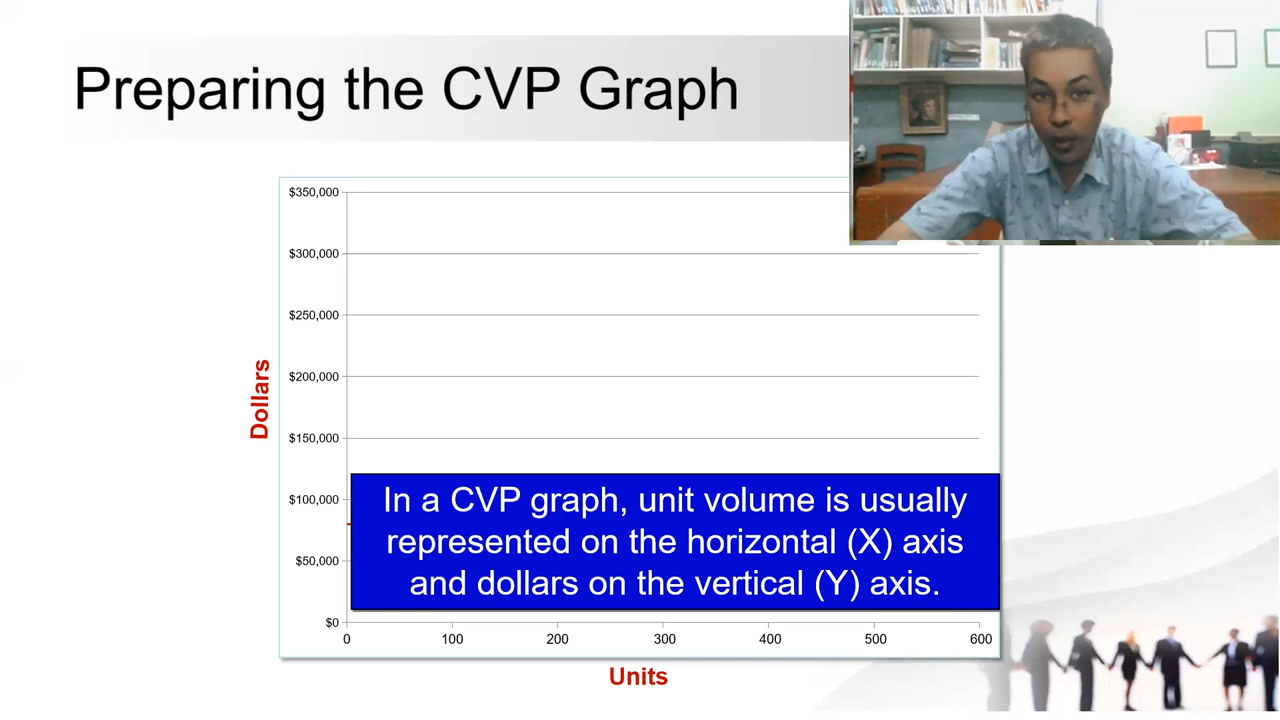 Preparing the CVP Graph
$350,000
$300,000
$250,000
$200,000
$150,000
$100,000
$50,000
$0
Dollars
In a CVP graph, unit volume is usually
represented on the horizontal (X) axis
and dollars on the vertical (Y) axis.
0 100 200 300 400 500 600
Units